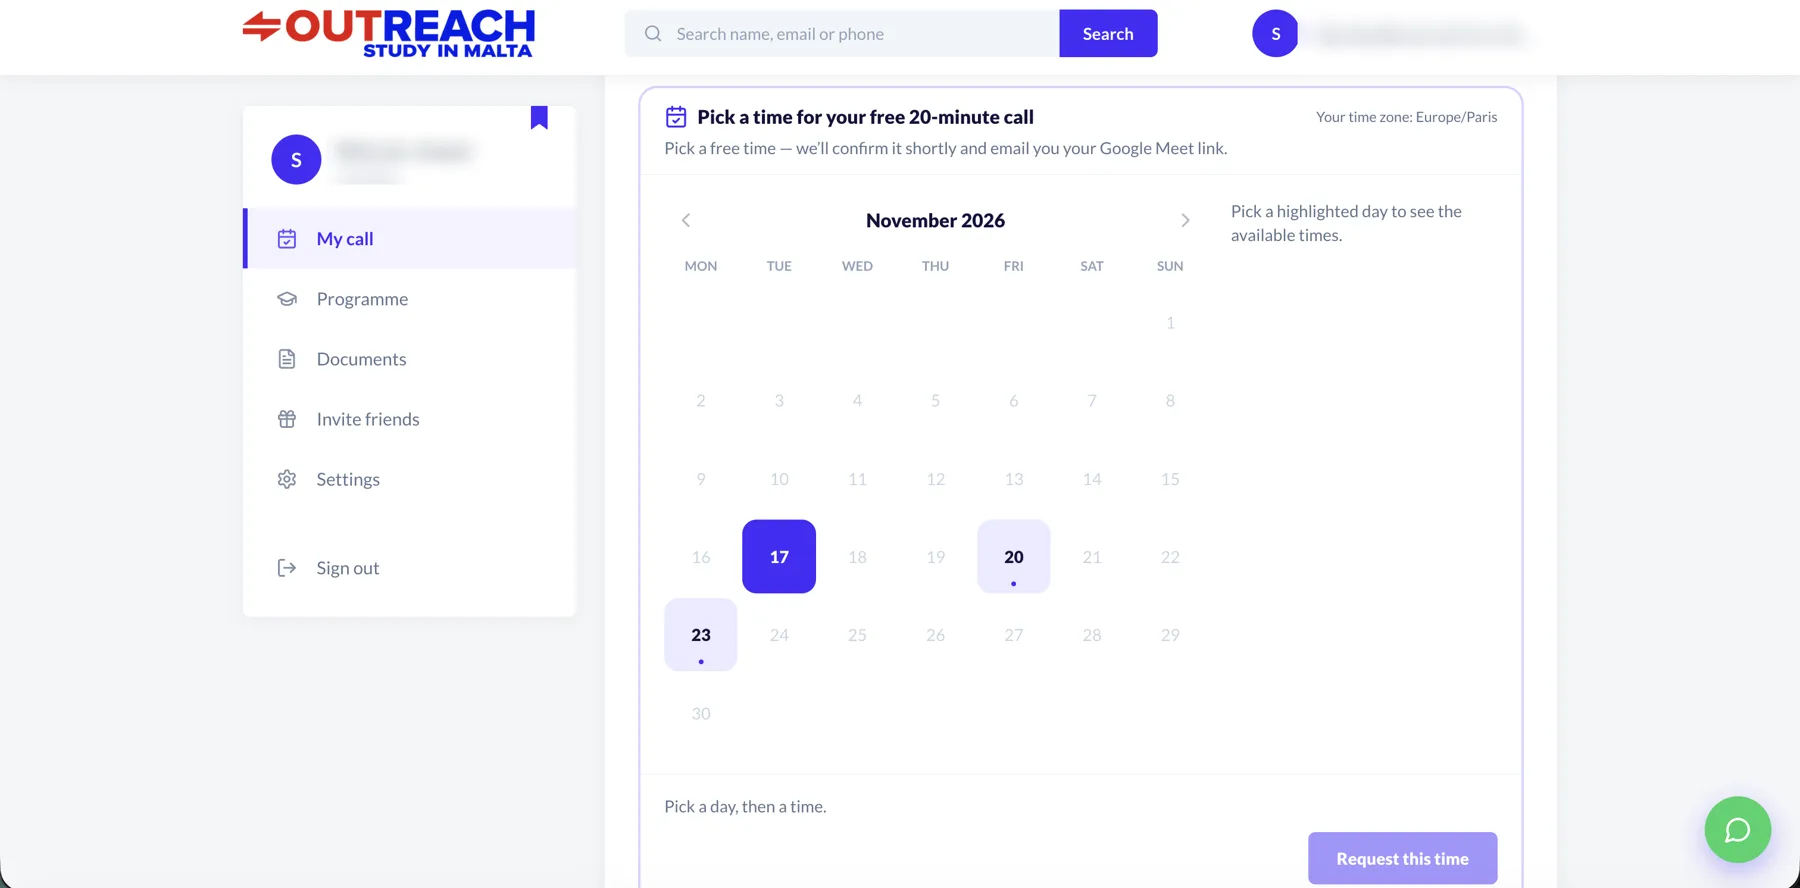 OUTREACH
STUDY IN MALTA
Search name, email or phone
Search
S
S
My call
Programme
Documents
Invite friends
Settings
Sign out
Pick a time for your free 20-minute call
Your time zone: Europe/Paris
Pick a free time — we'll confirm it shortly and email you your Google Meet link.
November 2026
MON TUE WED THU FRI SAT SUN
1
2 3 4 5 6 7 8
9 10 11 12 13 14 15
16 17 18 19 20 21 22
23 24 25 26 27 28 29
30
Pick a highlighted day to see the
available times.
Pick a day, then a time.
Request this time